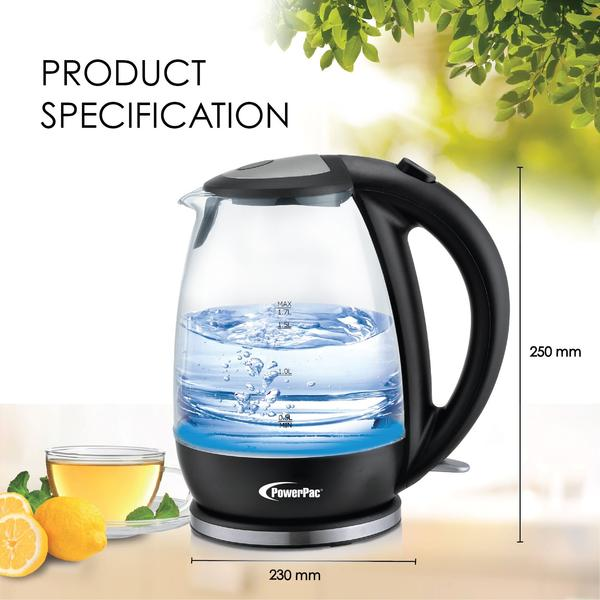 PRODUCT
SPECIFICATION
MAX
1.7L
1.5L
1.0L
0.5L
MIN
250 mm
PowerPac®
230 mm